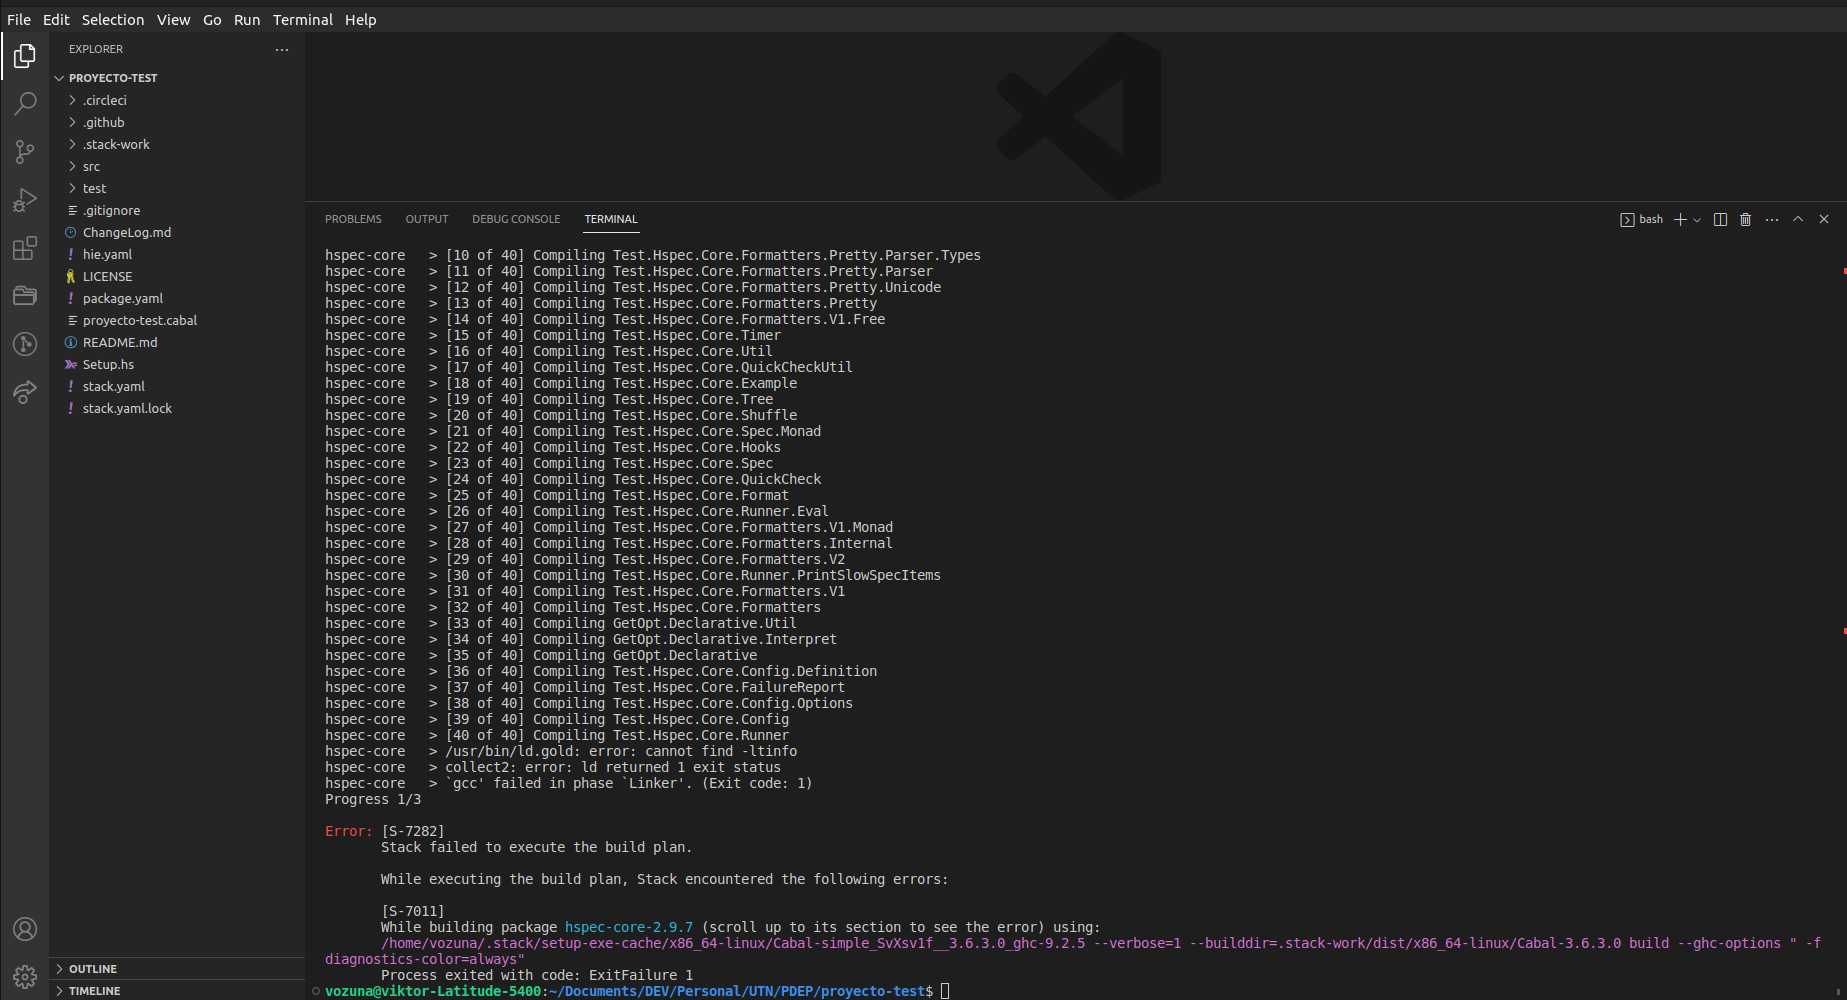 File Edit Selection View Go Run Terminal Help
EXPLORER
PROYECTO-TEST
.circleci
.github
.stack-work
src
test
.gitignore
ChangeLog.md
hie.yaml
LICENSE
package.yaml
proyecto-test.cabal
README.md
Setup.hs
stack.yaml
stack.yaml.lock
OUTLINE
TIMELINE
PROBLEMS OUTPUT DEBUG CONSOLE TERMINAL
bash
hspec-core > [10 of 40] Compiling Test.Hspec.Core.Formatters.Pretty.Parser.Types
hspec-core > [11 of 40] Compiling Test.Hspec.Core.Formatters.Pretty.Parser
hspec-core > [12 of 40] Compiling Test.Hspec.Core.Formatters.Pretty.Unicode
hspec-core > [13 of 40] Compiling Test.Hspec.Core.Formatters.Pretty
hspec-core > [14 of 40] Compiling Test.Hspec.Core.Formatters.V1.Free
hspec-core > [15 of 40] Compiling Test.Hspec.Core.Timer
hspec-core > [16 of 40] Compiling Test.Hspec.Core.Util
hspec-core > [17 of 40] Compiling Test.Hspec.Core.QuickCheckUtil
hspec-core > [18 of 40] Compiling Test.Hspec.Core.Example
hspec-core > [19 of 40] Compiling Test.Hspec.Core.Tree
hspec-core > [20 of 40] Compiling Test.Hspec.Core.Shuffle
hspec-core > [21 of 40] Compiling Test.Hspec.Core.Spec.Monad
hspec-core > [22 of 40] Compiling Test.Hspec.Core.Hooks
hspec-core > [23 of 40] Compiling Test.Hspec.Core.Spec
hspec-core > [24 of 40] Compiling Test.Hspec.Core.QuickCheck
hspec-core > [25 of 40] Compiling Test.Hspec.Core.Format
hspec-core > [26 of 40] Compiling Test.Hspec.Core.Runner.Eval
hspec-core > [27 of 40] Compiling Test.Hspec.Core.Formatters.V1.Monad
hspec-core > [28 of 40] Compiling Test.Hspec.Core.Formatters.Internal
hspec-core > [29 of 40] Compiling Test.Hspec.Core.Formatters.V2
hspec-core > [30 of 40] Compiling Test.Hspec.Core.Runner.PrintSlowSpecItems
hspec-core > [31 of 40] Compiling Test.Hspec.Core.Formatters.V1
hspec-core > [32 of 40] Compiling Test.Hspec.Core.Formatters
hspec-core > [33 of 40] Compiling GetOpt.Declarative.Util
hspec-core > [34 of 40] Compiling GetOpt.Declarative.Interpret
hspec-core > [35 of 40] Compiling GetOpt.Declarative
hspec-core > [36 of 40] Compiling Test.Hspec.Core.Config.Definition
hspec-core > [37 of 40] Compiling Test.Hspec.Core.FailureReport
hspec-core > [38 of 40] Compiling Test.Hspec.Core.Config.Options
hspec-core > [39 of 40] Compiling Test.Hspec.Core.Config
hspec-core > [40 of 40] Compiling Test.Hspec.Core.Runner
hspec-core > /usr/bin/ld.gold: error: cannot find -ltinfo
hspec-core > collect2: error: ld returned 1 exit status
hspec-core > `gcc' failed in phase `Linker'. (Exit code: 1)
Progress 1/3
Error: [S-7282]
Stack failed to execute the build plan.
While executing the build plan, Stack encountered the following errors:
[S-7011]
While building package hspec-core-2.9.7 (scroll up to its section to see the error) using:
/home/vozuna/.stack/setup-exe-cache/x86_64-linux/Cabal-simple_SvXsv1f__3.6.3.0_ghc-9.2.5 --verbose=1 --builddir=.stack-work/dist/x86_64-linux/Cabal-3.6.3.0 build --ghc-options " -f
diagnostics-color=always"
Process exited with code: ExitFailure 1
vozuna@viktor-Latitude-5400:~/Documents/DEV/Personal/UTN/PDEP/proyecto-test$